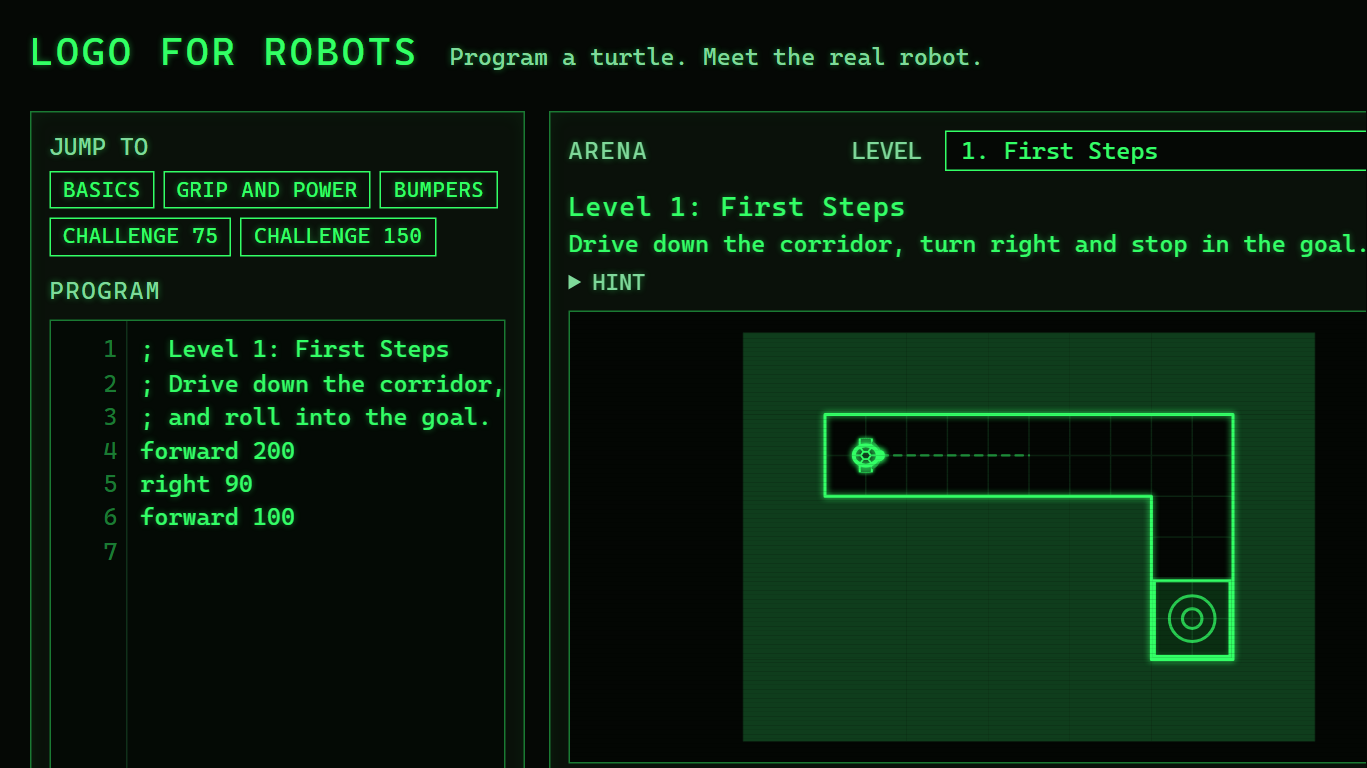 LOGO FOR ROBOTS Program a turtle. Meet the real robot.
JUMP TO
BASICS GRIP AND POWER BUMPERS
CHALLENGE 75 CHALLENGE 150
PROGRAM
1 ; Level 1: First Steps
2 ; Drive down the corridor,
3 ; and roll into the goal.
4 forward 200
5 right 90
6 forward 100
7
ARENA LEVEL 1. First Steps
Level 1: First Steps
Drive down the corridor, turn right and stop in the goal.
▶ HINT